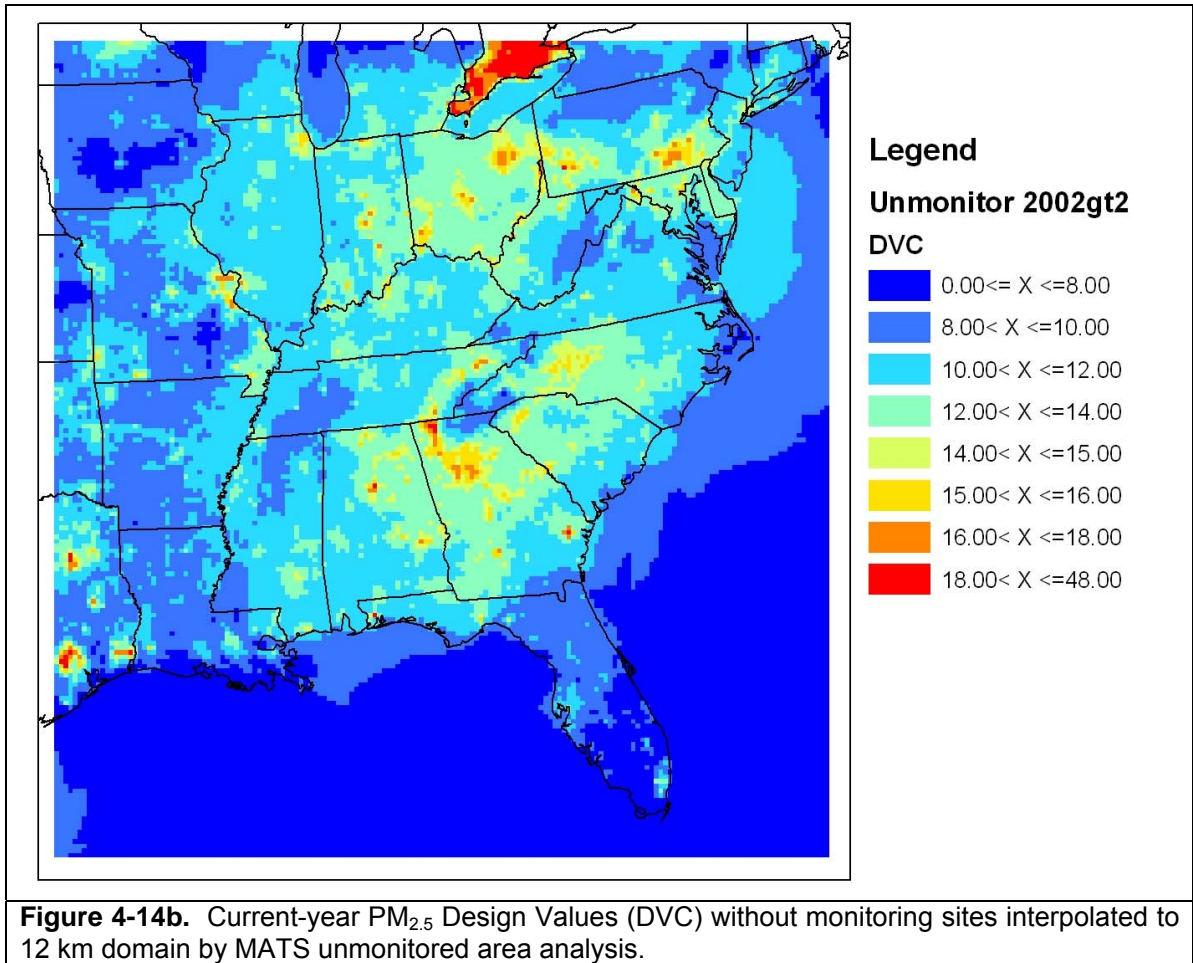 Legend
Unmonitor 2002gt2
DVC
0.00<= X <=8.00
8.00< X <=10.00
10.00< X <=12.00
12.00< X <=14.00
14.00< X <=15.00
15.00< X <=16.00
16.00< X <=18.00
18.00< X <=48.00
Figure 4-14b. Current-year PM2.5 Design Values (DVC) without monitoring sites interpolated to
12 km domain by MATS unmonitored area analysis.